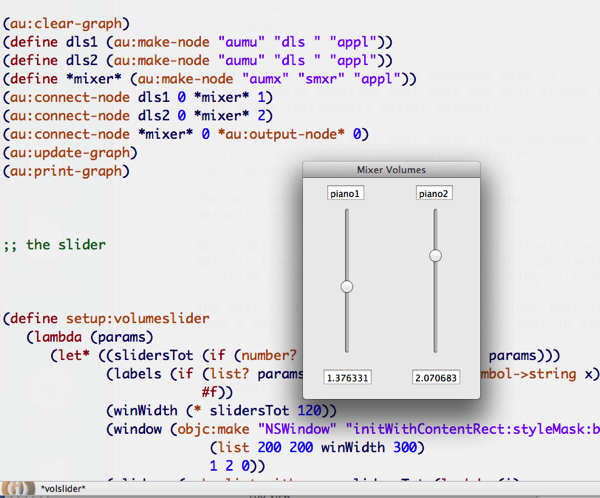 (au:clear-graph)
(define dls1 (au:make-node "aumu" "dls " "appl"))
(define dls2 (au:make-node "aumu" "dls " "appl"))
(define *mixer* (au:make-node "aumx" "smxr" "appl"))
(au:connect-node dls1 0 *mixer* 1)
(au:connect-node dls2 0 *mixer* 2)
(au:connect-node *mixer* 0 *au:output-node* 0)
(au:update-graph)
(au:print-graph)
Mixer Volumes
piano1 piano2
1.376331 2.070683
;; the slider
(define setup:volumeslider
(lambda (params)
(let* ((slidersTot (if (number? params)))
(labels (if (list? params mbol->string x)
#f))
(winWidth (* slidersTot 120))
(window (objc:make "NSWindow" "initWithContentRect:styleMask:b
(list 200 200 winWidth 300)
1 2 0))
*volslider*